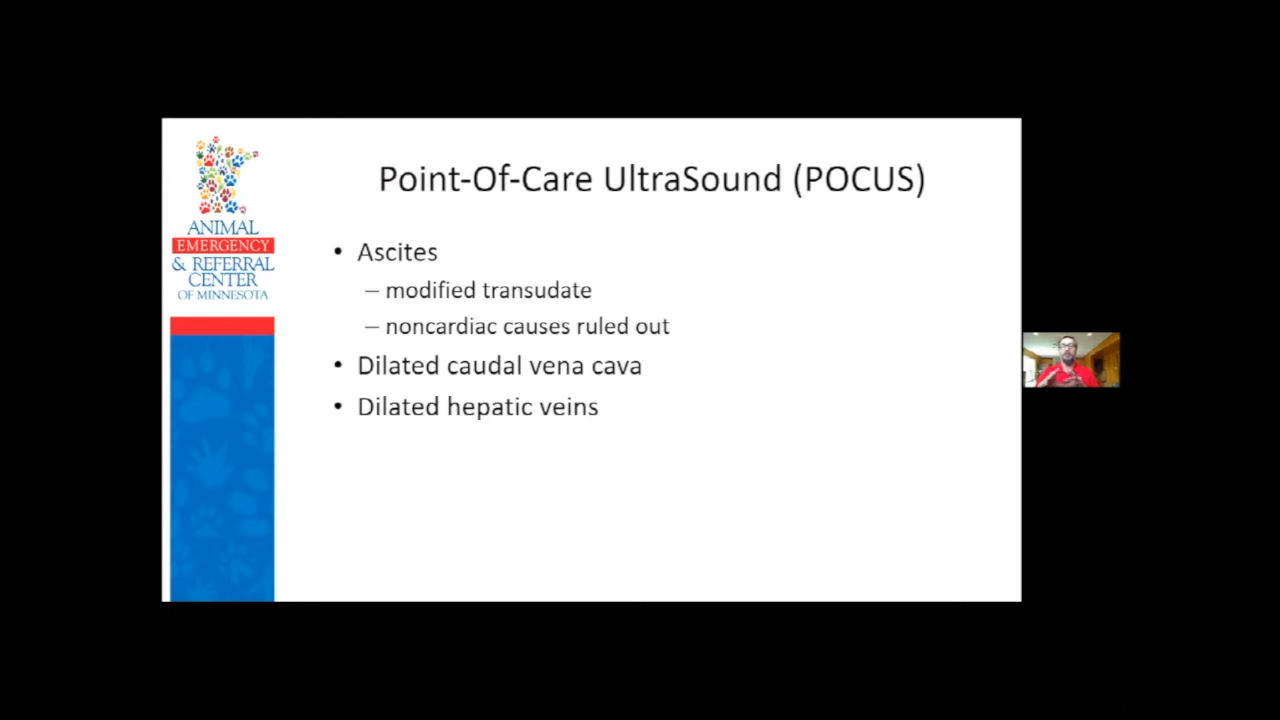 ANIMAL
EMERGENCY
& REFERRAL
CENTER
OF MINNESOTA
Point-Of-Care UltraSound (POCUS)
• Ascites
– modified transudate
– noncardiac causes ruled out
• Dilated caudal vena cava
• Dilated hepatic veins